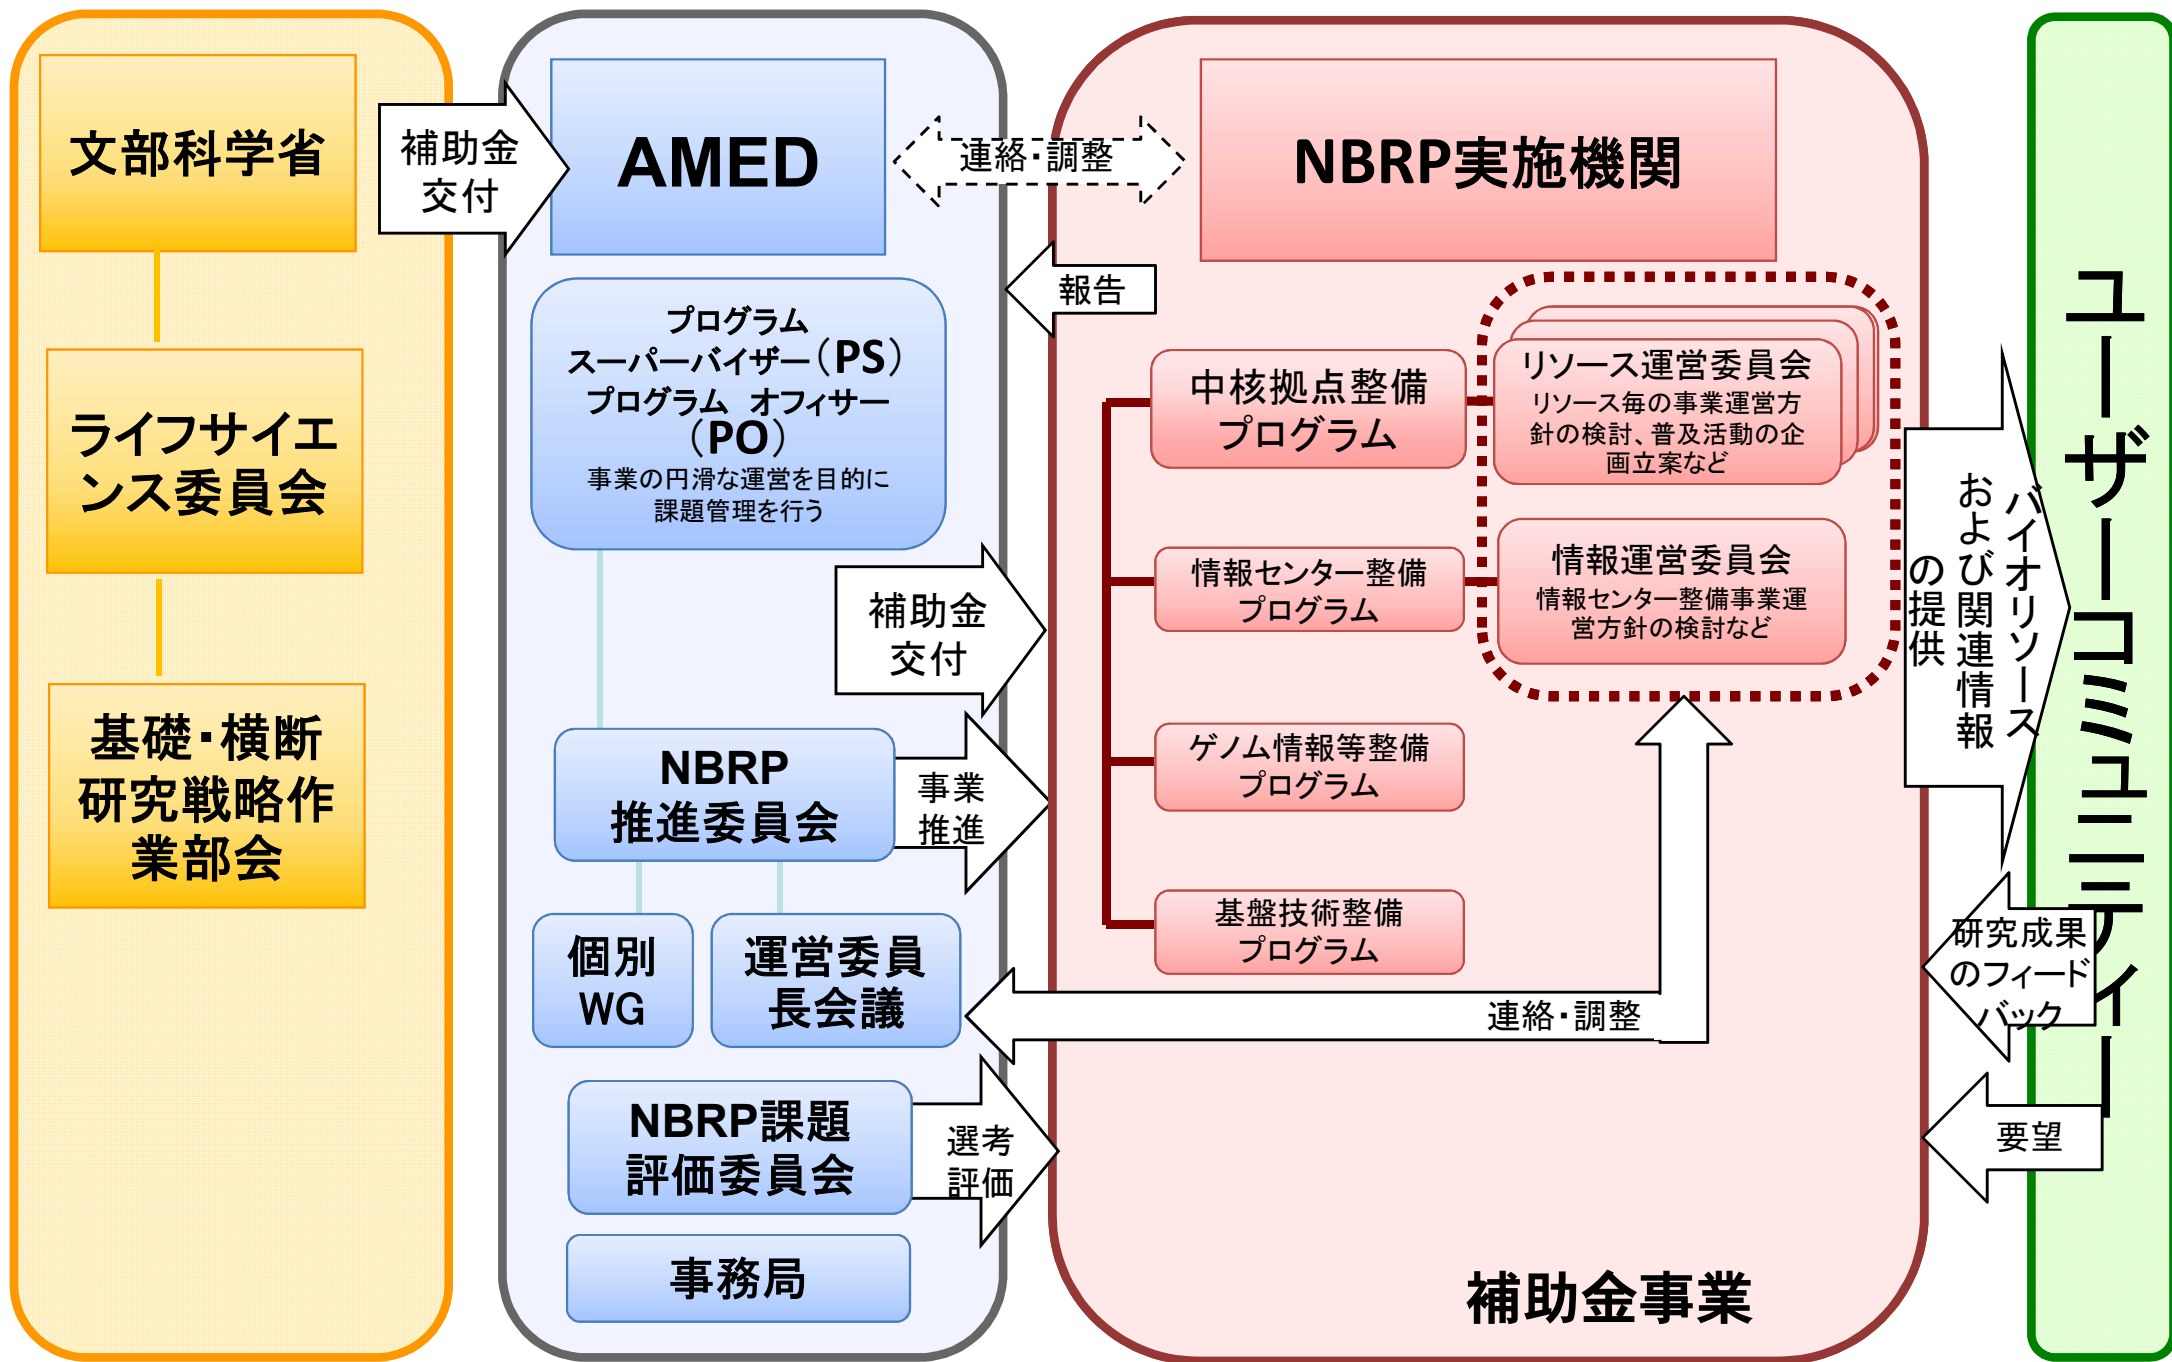 文部科学省
ライフサイエ
ンス委員会
基礎・横断
研究戦略作
業部会
補助金
交付
AMED
プログラム
スーパーバイザー（PS）
プログラム　オフィサー
（PO）
事業の円滑な運営を目的に
課題管理を行う
補助金
交付
NBRP
推進委員会
事業
推進
個別
WG
運営委員
長会議
NBRP課題
評価委員会
選考
評価
事務局
連絡・調整
報告
NBRP実施機関
中核拠点整備
プログラム
リソース運営委員会
リソース毎の事業運営方
針の検討、普及活動の企
画立案など
情報センター整備
プログラム
情報運営委員会
情報センター整備事業運
営方針の検討など
ゲノム情報等整備
プログラム
基盤技術整備
プログラム
連絡・調整
補助金事業
バイオリソース
および関連情報
の提供
研究成果
のフィード
バック
要望
ユーザーコミュニティー